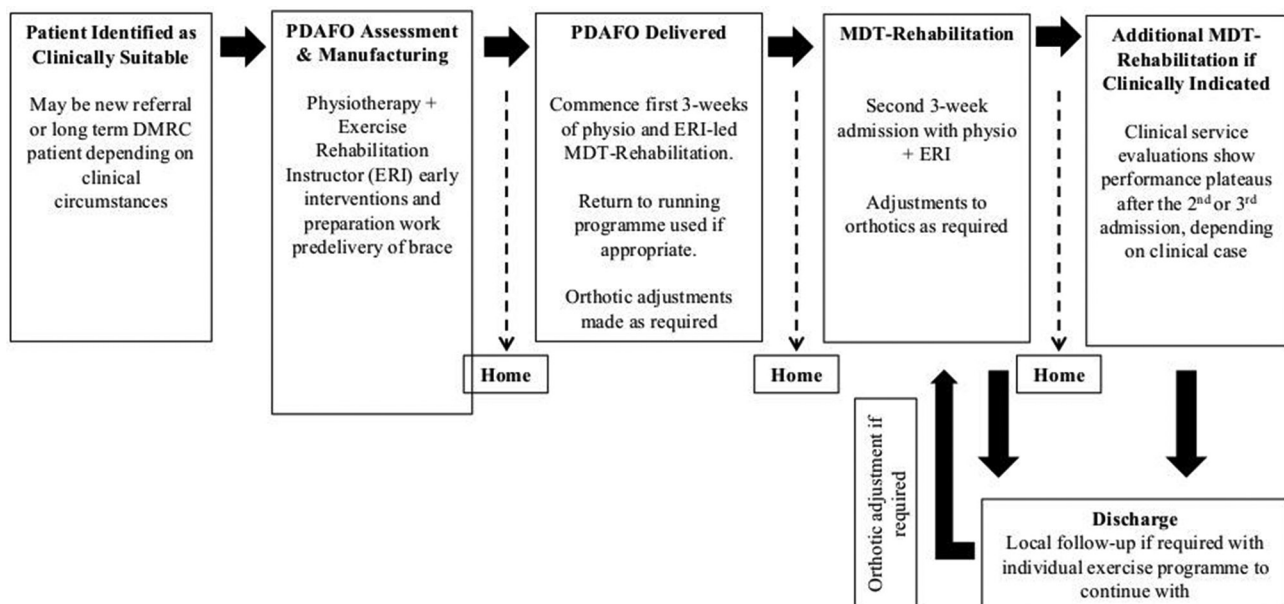 Patient Identified as
Clinically Suitable
May be new referral
or long term DMRC
patient depending on
clinical
circumstances
PDAFO Assessment
& Manufacturing
Physiotherapy +
Exercise
Rehabilitation
Instructor (ERI) early
interventions and
preparation work
predelivery of brace
PDAFO Delivered
Commence first 3-weeks
of physio and ERI-led
MDT-Rehabilitation.
Return to running
programme used if
appropriate.
Orthotic adjustments
made as required
MDT-Rehabilitation
Second 3-week
admission with physio
+ ERI
Adjustments to
orthotics as required
Additional MDT-
Rehabilitation if
Clinically Indicated
Clinical service
evaluations show
performance plateaus
after the 2nd or 3rd
admission, depending
on clinical case
Home
Home
Home
Orthotic adjustment if
required
Discharge
Local follow-up if required with
individual exercise programme to
continue with